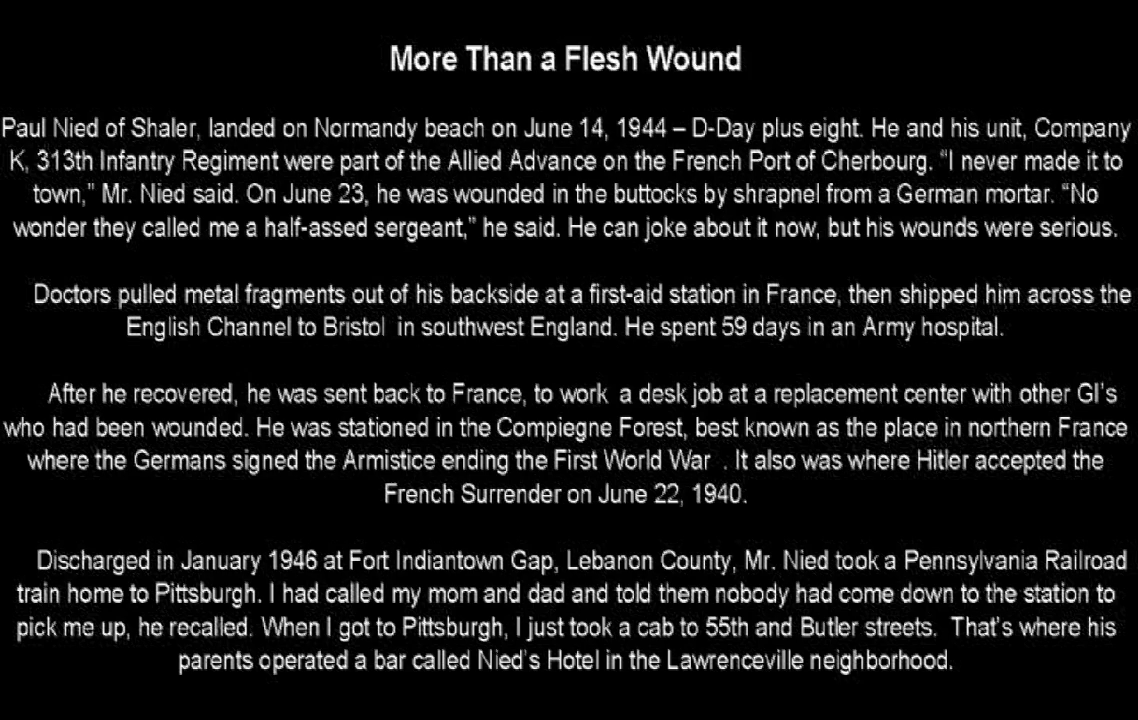 More Than a Flesh Wound
Paul Nied of Shaler, landed on Normandy beach on June 14, 1944 – D-Day plus eight. He and his unit, Company
K, 313th Infantry Regiment were part of the Allied Advance on the French Port of Cherbourg. “I never made it to
town,” Mr. Nied said. On June 23, he was wounded in the buttocks by shrapnel from a German mortar. “No
wonder they called me a half-assed sergeant,” he said. He can joke about it now, but his wounds were serious.
Doctors pulled metal fragments out of his backside at a first-aid station in France, then shipped him across the
English Channel to Bristol in southwest England. He spent 59 days in an Army hospital.
After he recovered, he was sent back to France, to work a desk job at a replacement center with other GI’s
who had been wounded. He was stationed in the Compiegne Forest, best known as the place in northern France
where the Germans signed the Armistice ending the First World War . It also was where Hitler accepted the
French Surrender on June 22, 1940.
Discharged in January 1946 at Fort Indiantown Gap, Lebanon County, Mr. Nied took a Pennsylvania Railroad
train home to Pittsburgh. I had called my mom and dad and told them nobody had come down to the station to
pick me up, he recalled. When I got to Pittsburgh, I just took a cab to 55th and Butler streets. That’s where his
parents operated a bar called Nied’s Hotel in the Lawrenceville neighborhood.